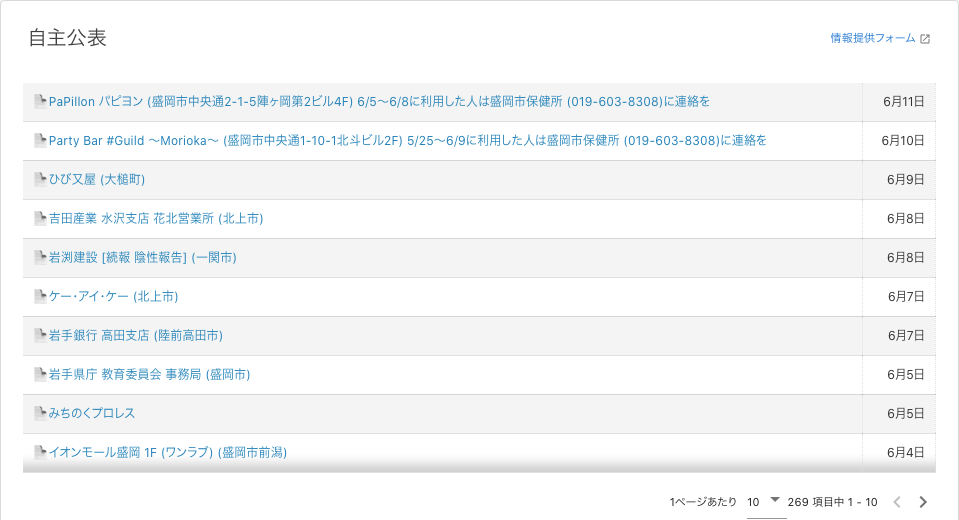 自主公表
情報提供フォーム
PaPillon パピヨン (盛岡市中央通2-1-5陣ヶ岡第2ビル4F) 6/5〜6/8に利用した人は盛岡市保健所 (019-603-8308)に連絡を 6月11日
Party Bar #Guild 〜Morioka〜 (盛岡市中央通1-10-1北斗ビル2F) 5/25〜6/9に利用した人は盛岡市保健所 (019-603-8308)に連絡を 6月10日
ひび又屋 (大槌町) 6月9日
吉田産業 水沢支店 花北営業所 (北上市) 6月8日
岩渕建設 [続報 陰性報告] (一関市) 6月8日
ケー・アイ・ケー (北上市) 6月7日
岩手銀行 高田支店 (陸前高田市) 6月7日
岩手県庁 教育委員会 事務局 (盛岡市) 6月5日
みちのくプロレス 6月5日
イオンモール盛岡 1F (ワンラブ) (盛岡市前潟) 6月4日
1ページあたり 10 269 項目中 1 - 10